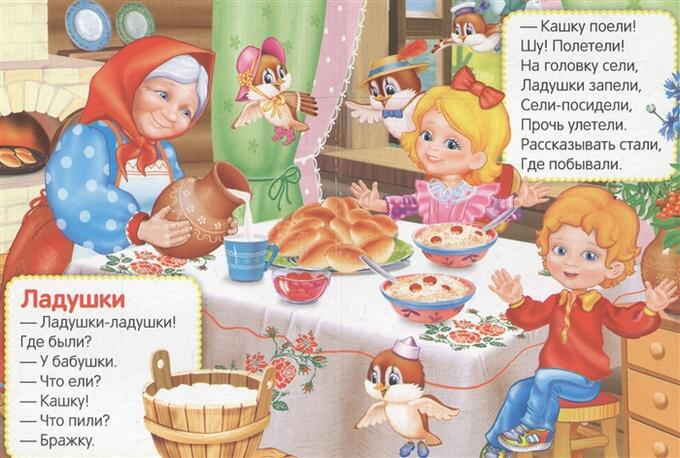 Ладушки
— Ладушки-ладушки!
Где были?
— У бабушки.
— Что ели?
— Кашку!
— Что пили?
— Бражку.
— Кашку поели!
Шу! Полетели!
На головку сели,
Ладушки запели,
Сели-посидели,
Прочь улетели.
Рассказывать стали,
Где побывали.